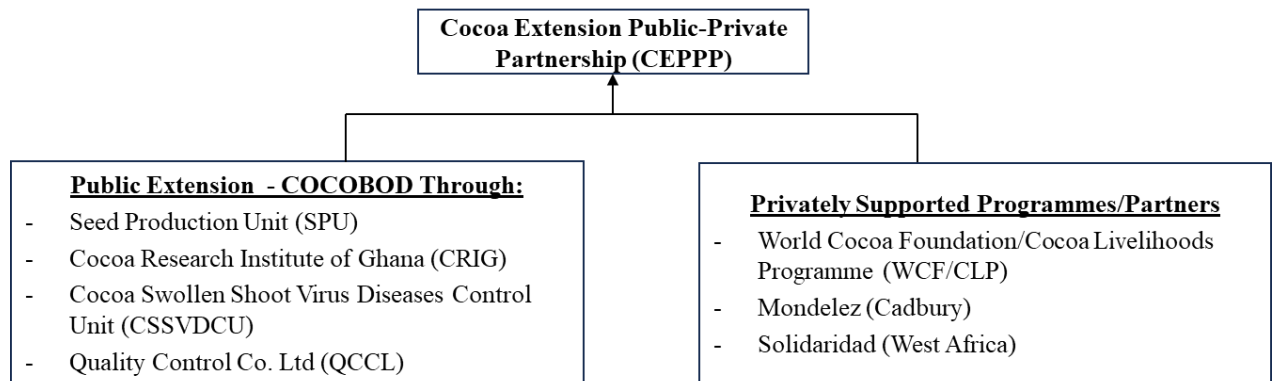 Cocoa Extension Public-Private
Partnership (CEPPP)
Public Extension - COCOBOD Through:
- Seed Production Unit (SPU)
- Cocoa Research Institute of Ghana (CRIG)
- Cocoa Swollen Shoot Virus Diseases Control
Unit (CSSVDCU)
- Quality Control Co. Ltd (QCCL)
Privately Supported Programmes/Partners
- World Cocoa Foundation/Cocoa Livelihoods
Programme (WCF/CLP)
- Mondelez (Cadbury)
- Solidaridad (West Africa)